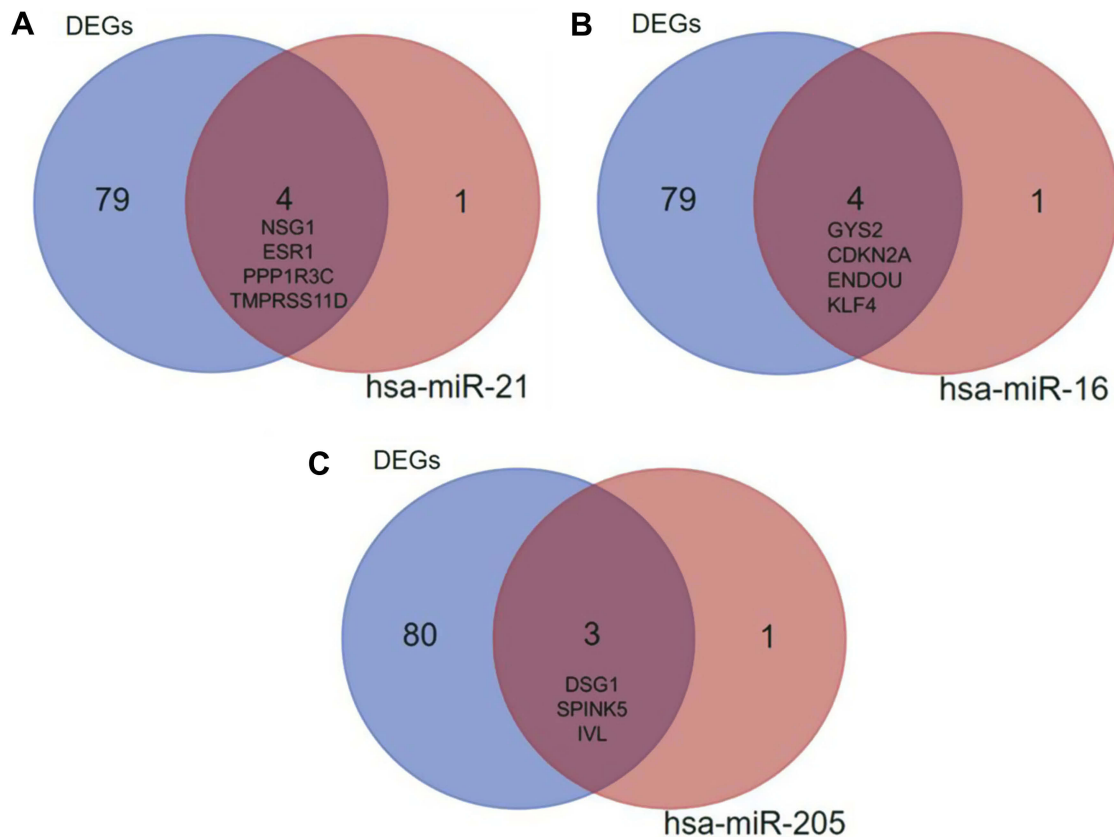 A
DEGs
79
4
1
NSG1
ESR1
PPP1R3C
TMPRSS11D
hsa-miR-21
B
DEGs
79
4
1
GYS2
CDKN2A
ENDOU
KLF4
hsa-miR-16
C
DEGs
80
3
1
DSG1
SPINK5
IVL
hsa-miR-205